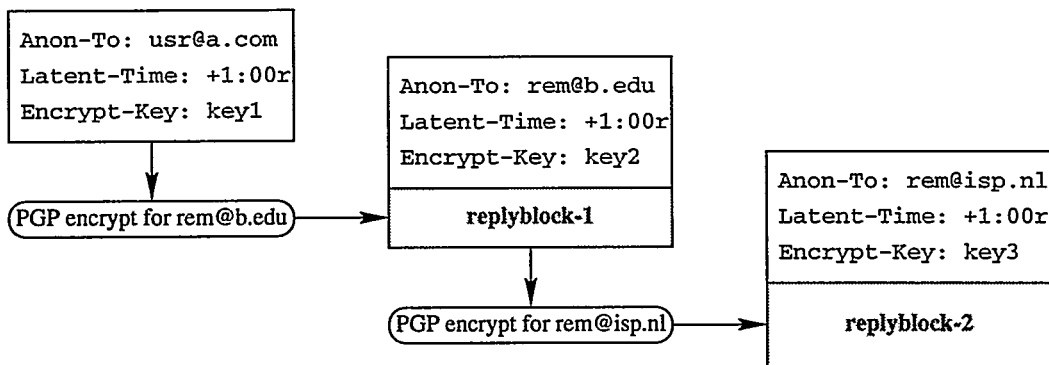 Anon-To: usr@a.com
Latent-Time: +1:00r
Encrypt-Key: key1
PGP encrypt for rem@b.edu
Anon-To: rem@b.edu
Latent-Time: +1:00r
Encrypt-Key: key2
replyblock-1
PGP encrypt for rem@isp.nl
Anon-To: rem@isp.nl
Latent-Time: +1:00r
Encrypt-Key: key3
replyblock-2